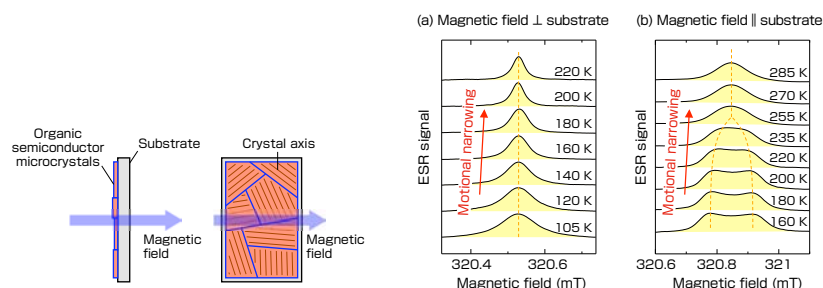 Organic
semiconductor
microcrystals
Substrate
Magnetic
field
Crystal axis
Magnetic
field
(a) Magnetic field ⊥ substrate
ESR signal
Motional narrowing
220 K
200 K
180 K
160 K
140 K
120 K
105 K
320.4
320.6
Magnetic field (mT)
(b) Magnetic field ∥ substrate
ESR signal
Motional narrowing
285 K
270 K
255 K
235 K
220 K
200 K
180 K
160 K
320.6
320.8
321
Magnetic field (mT)